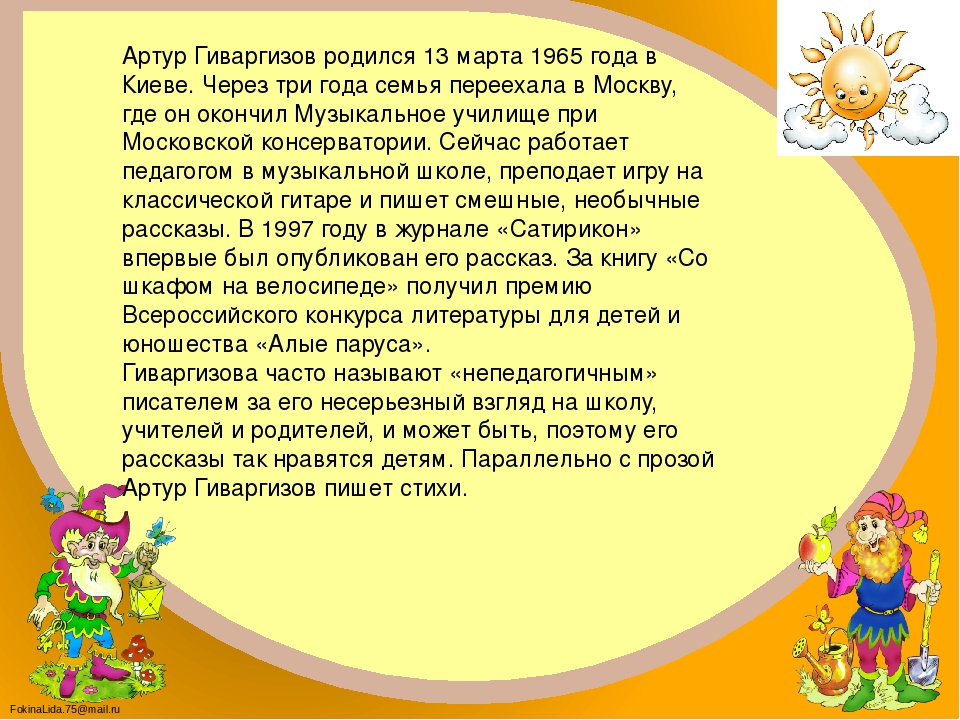 Артур Гиваргизов родился 13 марта 1965 года в
Киеве. Через три года семья переехала в Москву,
где он окончил Музыкальное училище при
Московской консерватории. Сейчас работает
педагогом в музыкальной школе, преподает игру на
классической гитаре и пишет смешные, необычные
рассказы. В 1997 году в журнале «Сатирикон»
впервые был опубликован его рассказ. За книгу «Со
шкафом на велосипеде» получил премию
Всероссийского конкурса литературы для детей и
юношества «Алые паруса».
Гиваргизова часто называют «непедагогичным»
писателем за его несерьезный взгляд на школу,
учителей и родителей, и может быть, поэтому его
рассказы так нравятся детям. Параллельно с прозой
Артур Гиваргизов пишет стихи.
FokinaLida.75@mail.ru